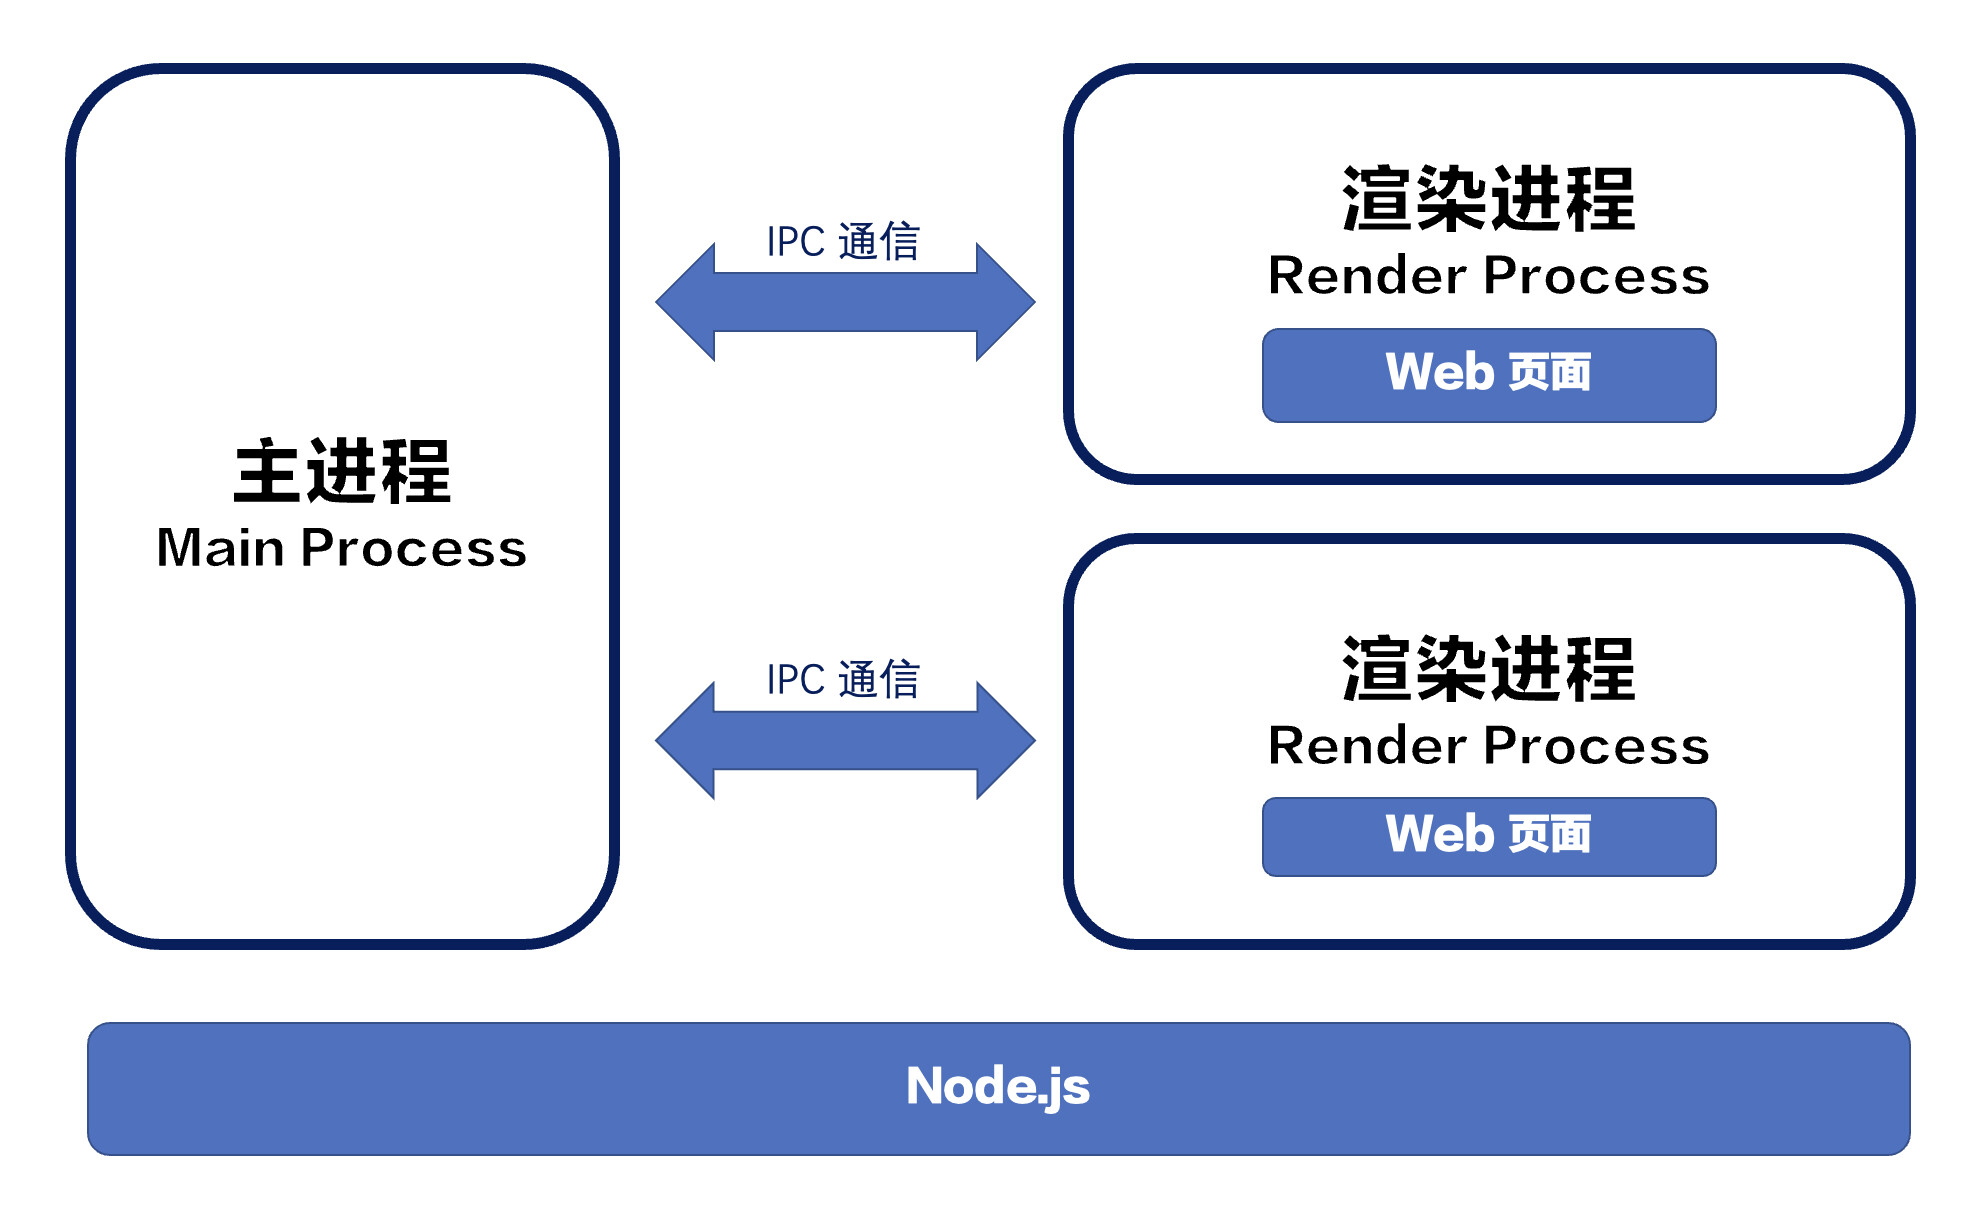 主进程
Main Process
IPC 通信
渲染进程
Render Process
Web 页面
IPC 通信
渲染进程
Render Process
Web 页面
Node.js